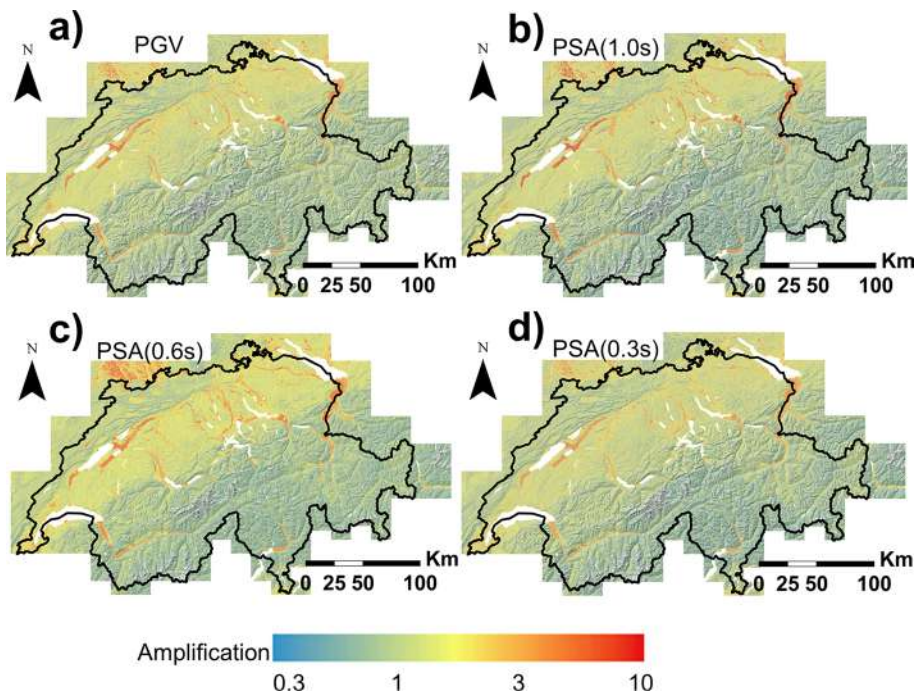 a)
PGV
N
Km
0 25 50 100
b)
PSA(1.0s)
N
Km
0 25 50 100
c)
PSA(0.6s)
N
Km
0 25 50 100
d)
PSA(0.3s)
N
Km
0 25 50 100
Amplification
0.3 1 3 10